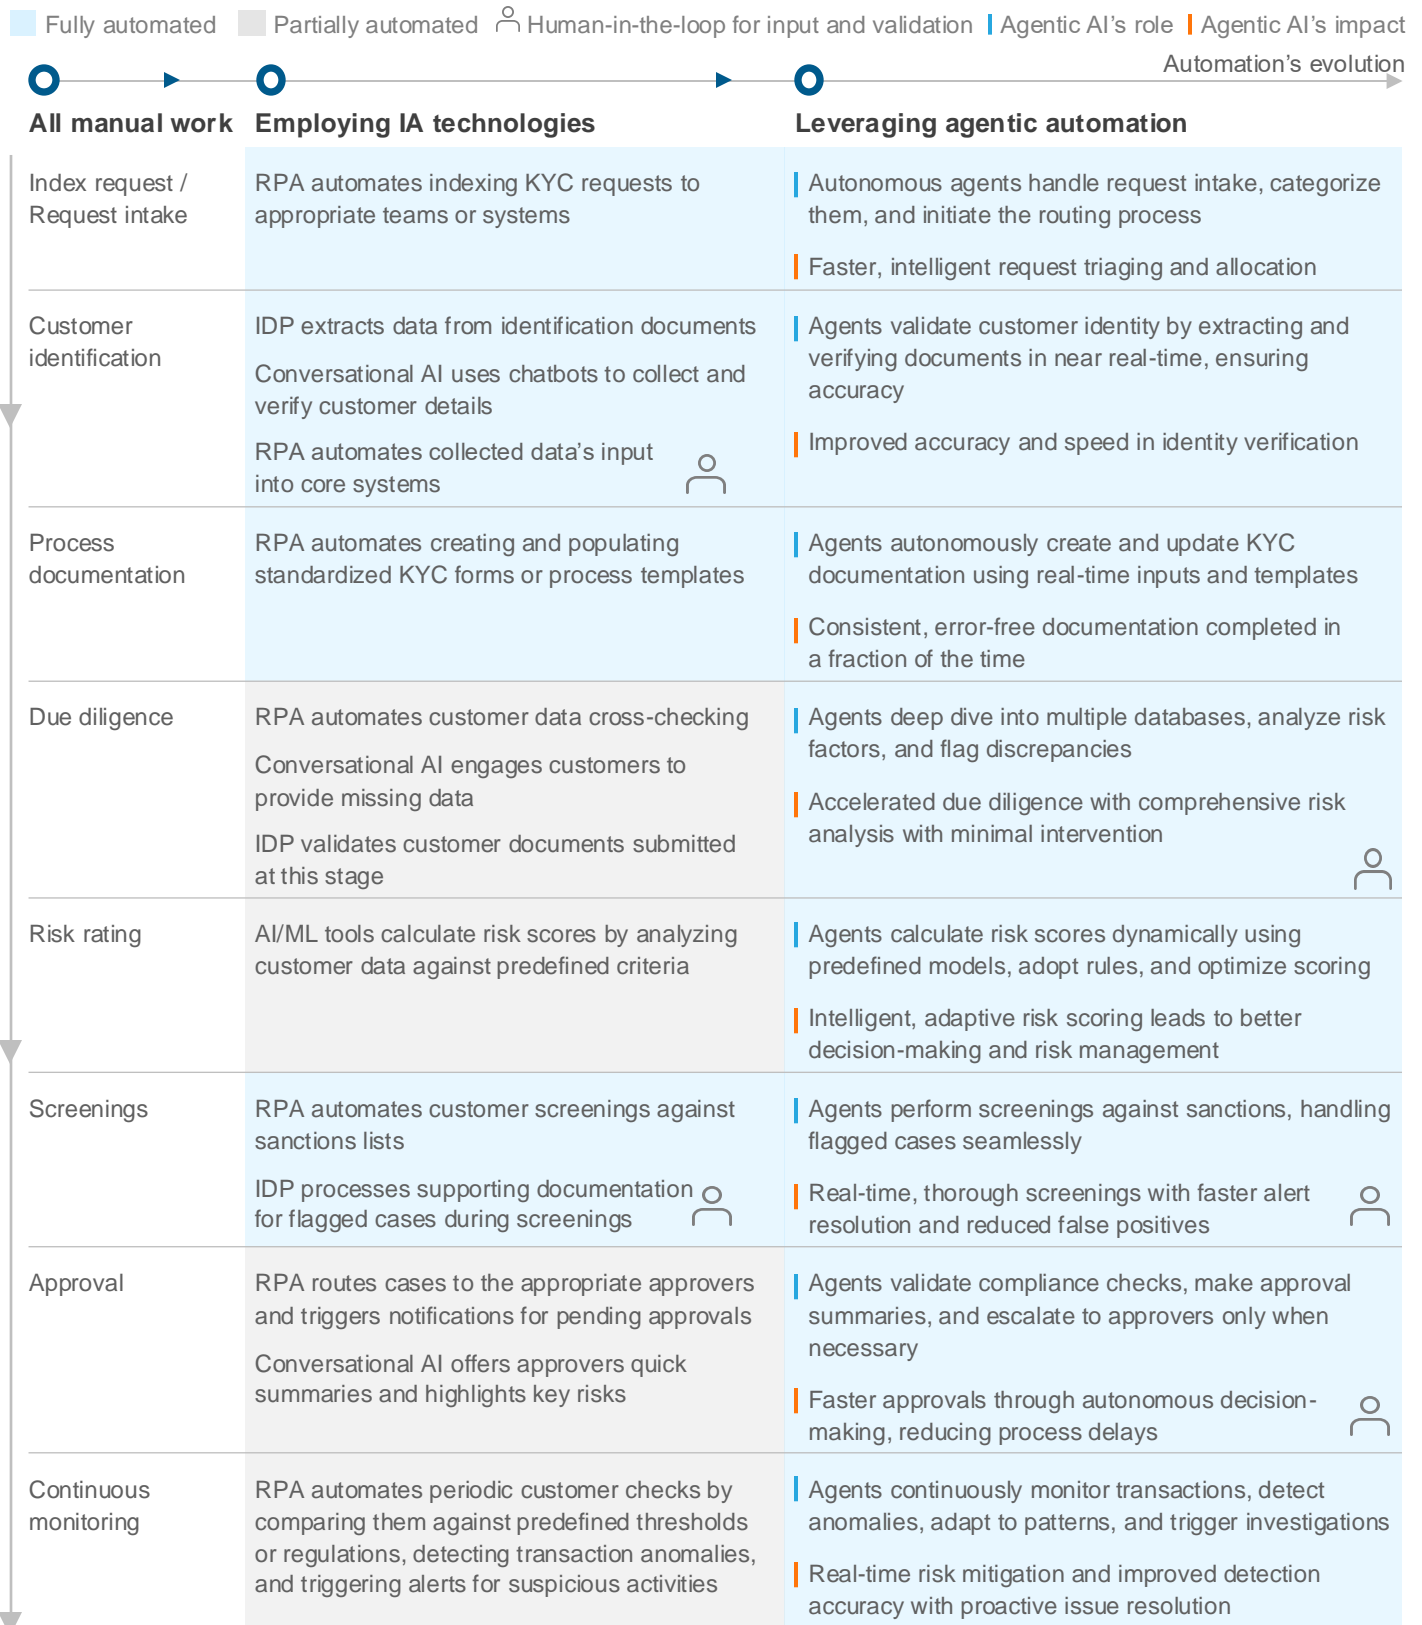 Fully automated
Partially automated
Human-in-the-loop for input and validation
Agentic AI’s role
Agentic AI’s impact
Automation’s evolution
All manual work
Employing IA technologies
Leveraging agentic automation
Index request /
Request intake
RPA automates indexing KYC requests to
appropriate teams or systems
Autonomous agents handle request intake, categorize
them, and initiate the routing process
Faster, intelligent request triaging and allocation
Customer
identification
IDP extracts data from identification documents
Conversational AI uses chatbots to collect and
verify customer details
RPA automates collected data’s input
into core systems
Agents validate customer identity by extracting and
verifying documents in near real-time, ensuring
accuracy
Improved accuracy and speed in identity verification
Process
documentation
RPA automates creating and populating
standardized KYC forms or process templates
Agents autonomously create and update KYC
documentation using real-time inputs and templates
Consistent, error-free documentation completed in
a fraction of the time
Due diligence
RPA automates customer data cross-checking
Conversational AI engages customers to
provide missing data
IDP validates customer documents submitted
at this stage
Agents deep dive into multiple databases, analyze risk
factors, and flag discrepancies
Accelerated due diligence with comprehensive risk
analysis with minimal intervention
Risk rating
AI/ML tools calculate risk scores by analyzing
customer data against predefined criteria
Agents calculate risk scores dynamically using
predefined models, adopt rules, and optimize scoring
Intelligent, adaptive risk scoring leads to better
decision-making and risk management
Screenings
RPA automates customer screenings against
sanctions lists
IDP processes supporting documentation
for flagged cases during screenings
Agents perform screenings against sanctions, handling
flagged cases seamlessly
Real-time, thorough screenings with faster alert
resolution and reduced false positives
Approval
RPA routes cases to the appropriate approvers
and triggers notifications for pending approvals
Conversational AI offers approvers quick
summaries and highlights key risks
Agents validate compliance checks, make approval
summaries, and escalate to approvers only when
necessary
Faster approvals through autonomous decision-
making, reducing process delays
Continuous
monitoring
RPA automates periodic customer checks by
comparing them against predefined thresholds
or regulations, detecting transaction anomalies,
and triggering alerts for suspicious activities
Agents continuously monitor transactions, detect
anomalies, adapt to patterns, and trigger investigations
Real-time risk mitigation and improved detection
accuracy with proactive issue resolution